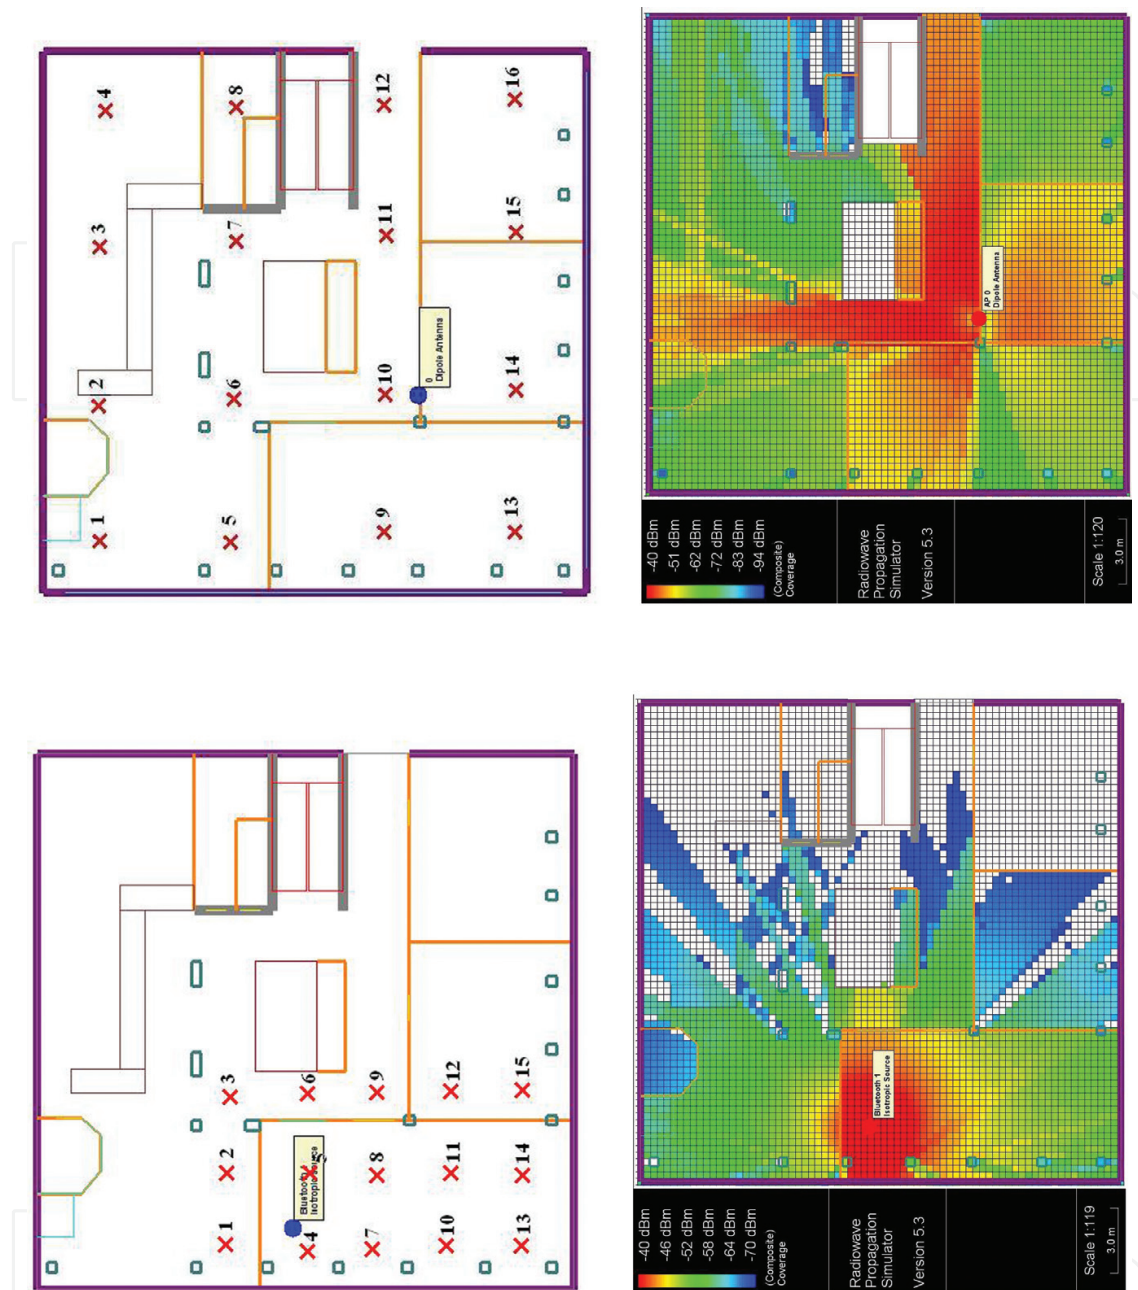 4
8
12
16
3
7
11
15
2
6
10
14
1
5
9
13
0
Dipole Antenna
AP 0
Dipole Antenna
-40 dBm
-51 dBm
-62 dBm
-72 dBm
-83 dBm
-94 dBm
(Composite)
Coverage
Radiowave
Propagation
Simulator
Version 5.3
Scale 1:120
3.0 m
3
6
9
12
15
2
5
8
11
14
1
4
7
10
13
Bluetooth 1
Isotropic Source
Bluetooth 1
Isotropic Source
-40 dBm
-46 dBm
-52 dBm
-58 dBm
-64 dBm
-70 dBm
(Composite)
Coverage
Radiowave
Propagation
Simulator
Version 5.3
Scale 1:119
3.0 m